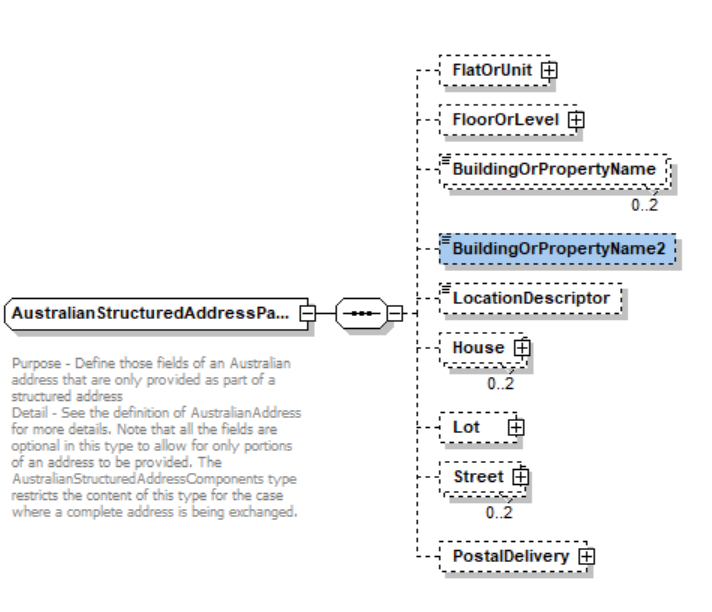 FlatOrUnit
FloorOrLevel
BuildingOrPropertyName
0..2
BuildingOrPropertyName2
LocationDescriptor
AustralianStructuredAddressPa...
House
0..2
Purpose - Define those fields of an Australian
address that are only provided as part of a
structured address
Detail - See the definition of AustralianAddress
for more details. Note that all the fields are
optional in this type to allow for only portions
of an address to be provided. The
AustralianStructuredAddressComponents type
restricts the content of this type for the case
where a complete address is being exchanged.
Lot
Street
0..2
PostalDelivery